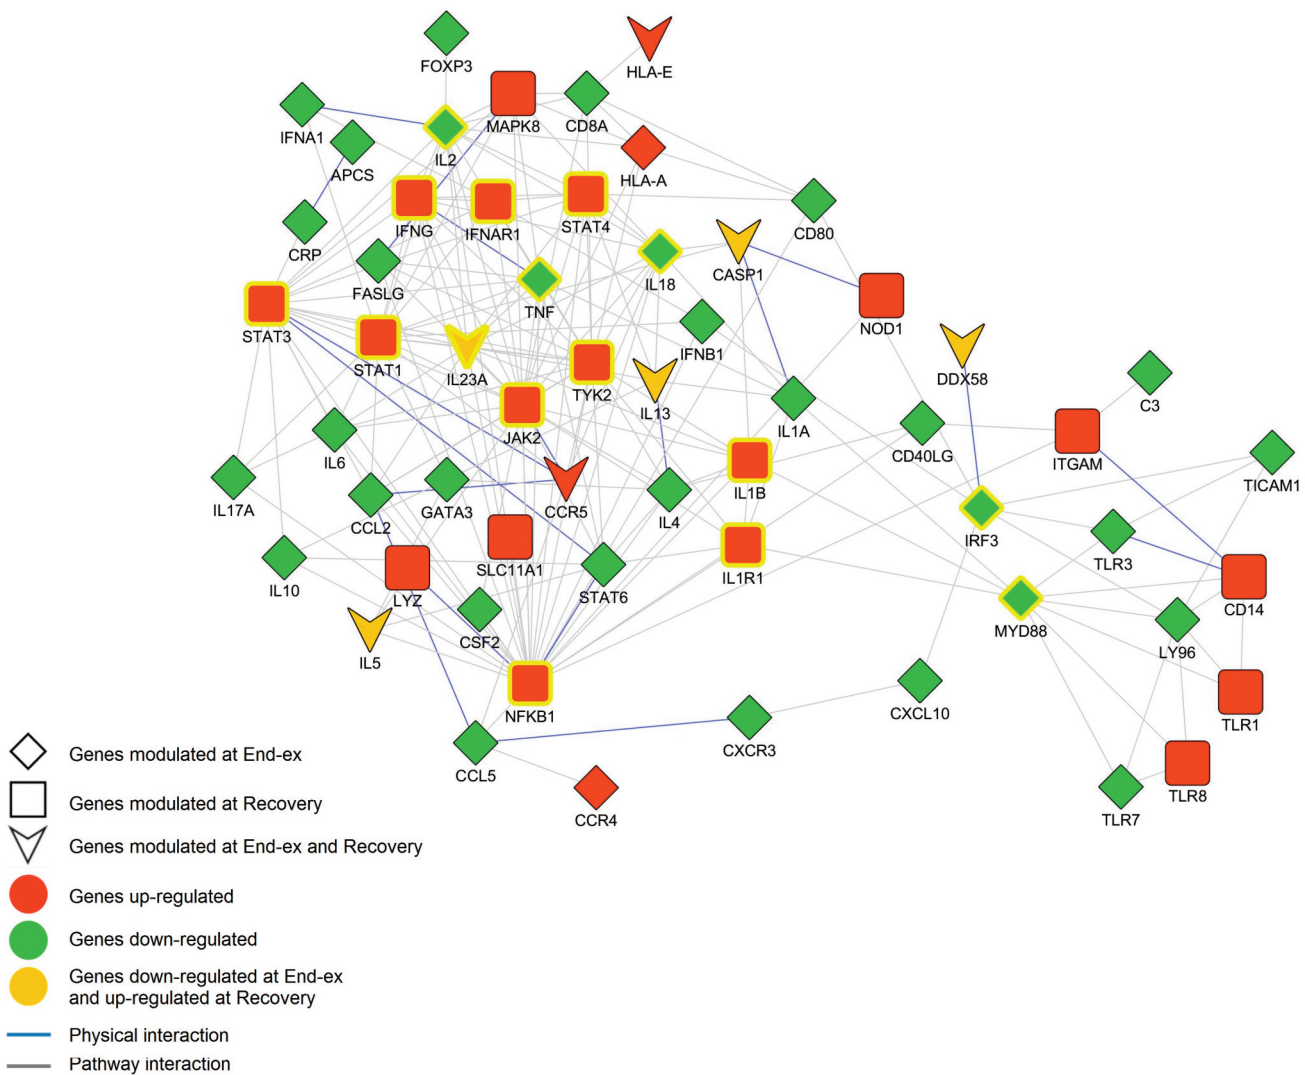 FOXP3
HLA-E
MAPK8
CD8A
IFNA1
IL2
APCS
HLA-A
CRP
IFNG
IFNAR1
STAT4
CD80
FASLG
TNF
IL18
CASP1
NOD1
STAT3
STAT1
IL23A
TYK2
IFNB1
IL13
DDX58
C3
IL6
JAK2
IL1A
CD40LG
ITGAM
TICAM1
IL17A
CCL2
GATA3
CCR5
IL4
IL1B
IRF3
TLR3
IL10
LYZ
SLC11A1
STAT6
IL1R1
MYD88
CD14
IL5
CSF2
LY96
NFKB1
CXCL10
TLR1
CCL5
CXCR3
TLR8
CCR4
TLR7
Genes modulated at End-ex
Genes modulated at Recovery
Genes modulated at End-ex and Recovery
Genes up-regulated
Genes down-regulated
Genes down-regulated at End-ex
and up-regulated at Recovery
Physical interaction
Pathway interaction